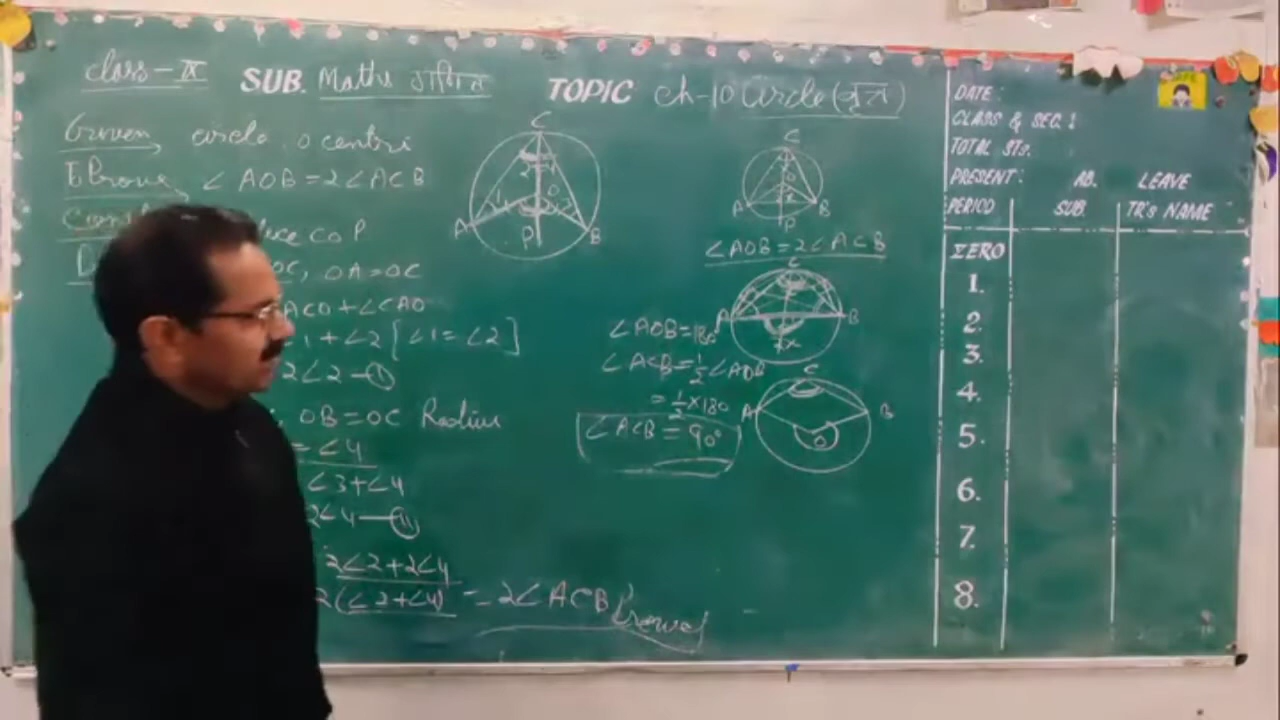 Class-IX SUB. Maths गणित TOPIC Ch-10 Circle (वृत्त)
Given, circle, O centre
∠AOB=2∠ACB
OC, OA=OC
∠ACO+∠CAO
1+∠2 [∠1=∠2]
2∠2-①
OB=OC Radius
=∠4
∠3+∠4
2∠4-⑪
2∠2+2∠4
2(∠2+∠4) = 2∠ACB Proved
C
2
O
1
A
B
P
C
O
A
B
P
∠AOB=2∠ACB
C
A
B
x
∠AOB=180°
∠ACB=½∠AOB
=½×180
∠ACB=90°
C
A
B
O
DATE:
CLASS & SEC:
TOTAL STs.
PRESENT: AB. LEAVE
PERIOD SUB. TR's NAME
ZERO
1.
2.
3.
4.
5.
6.
7.
8.